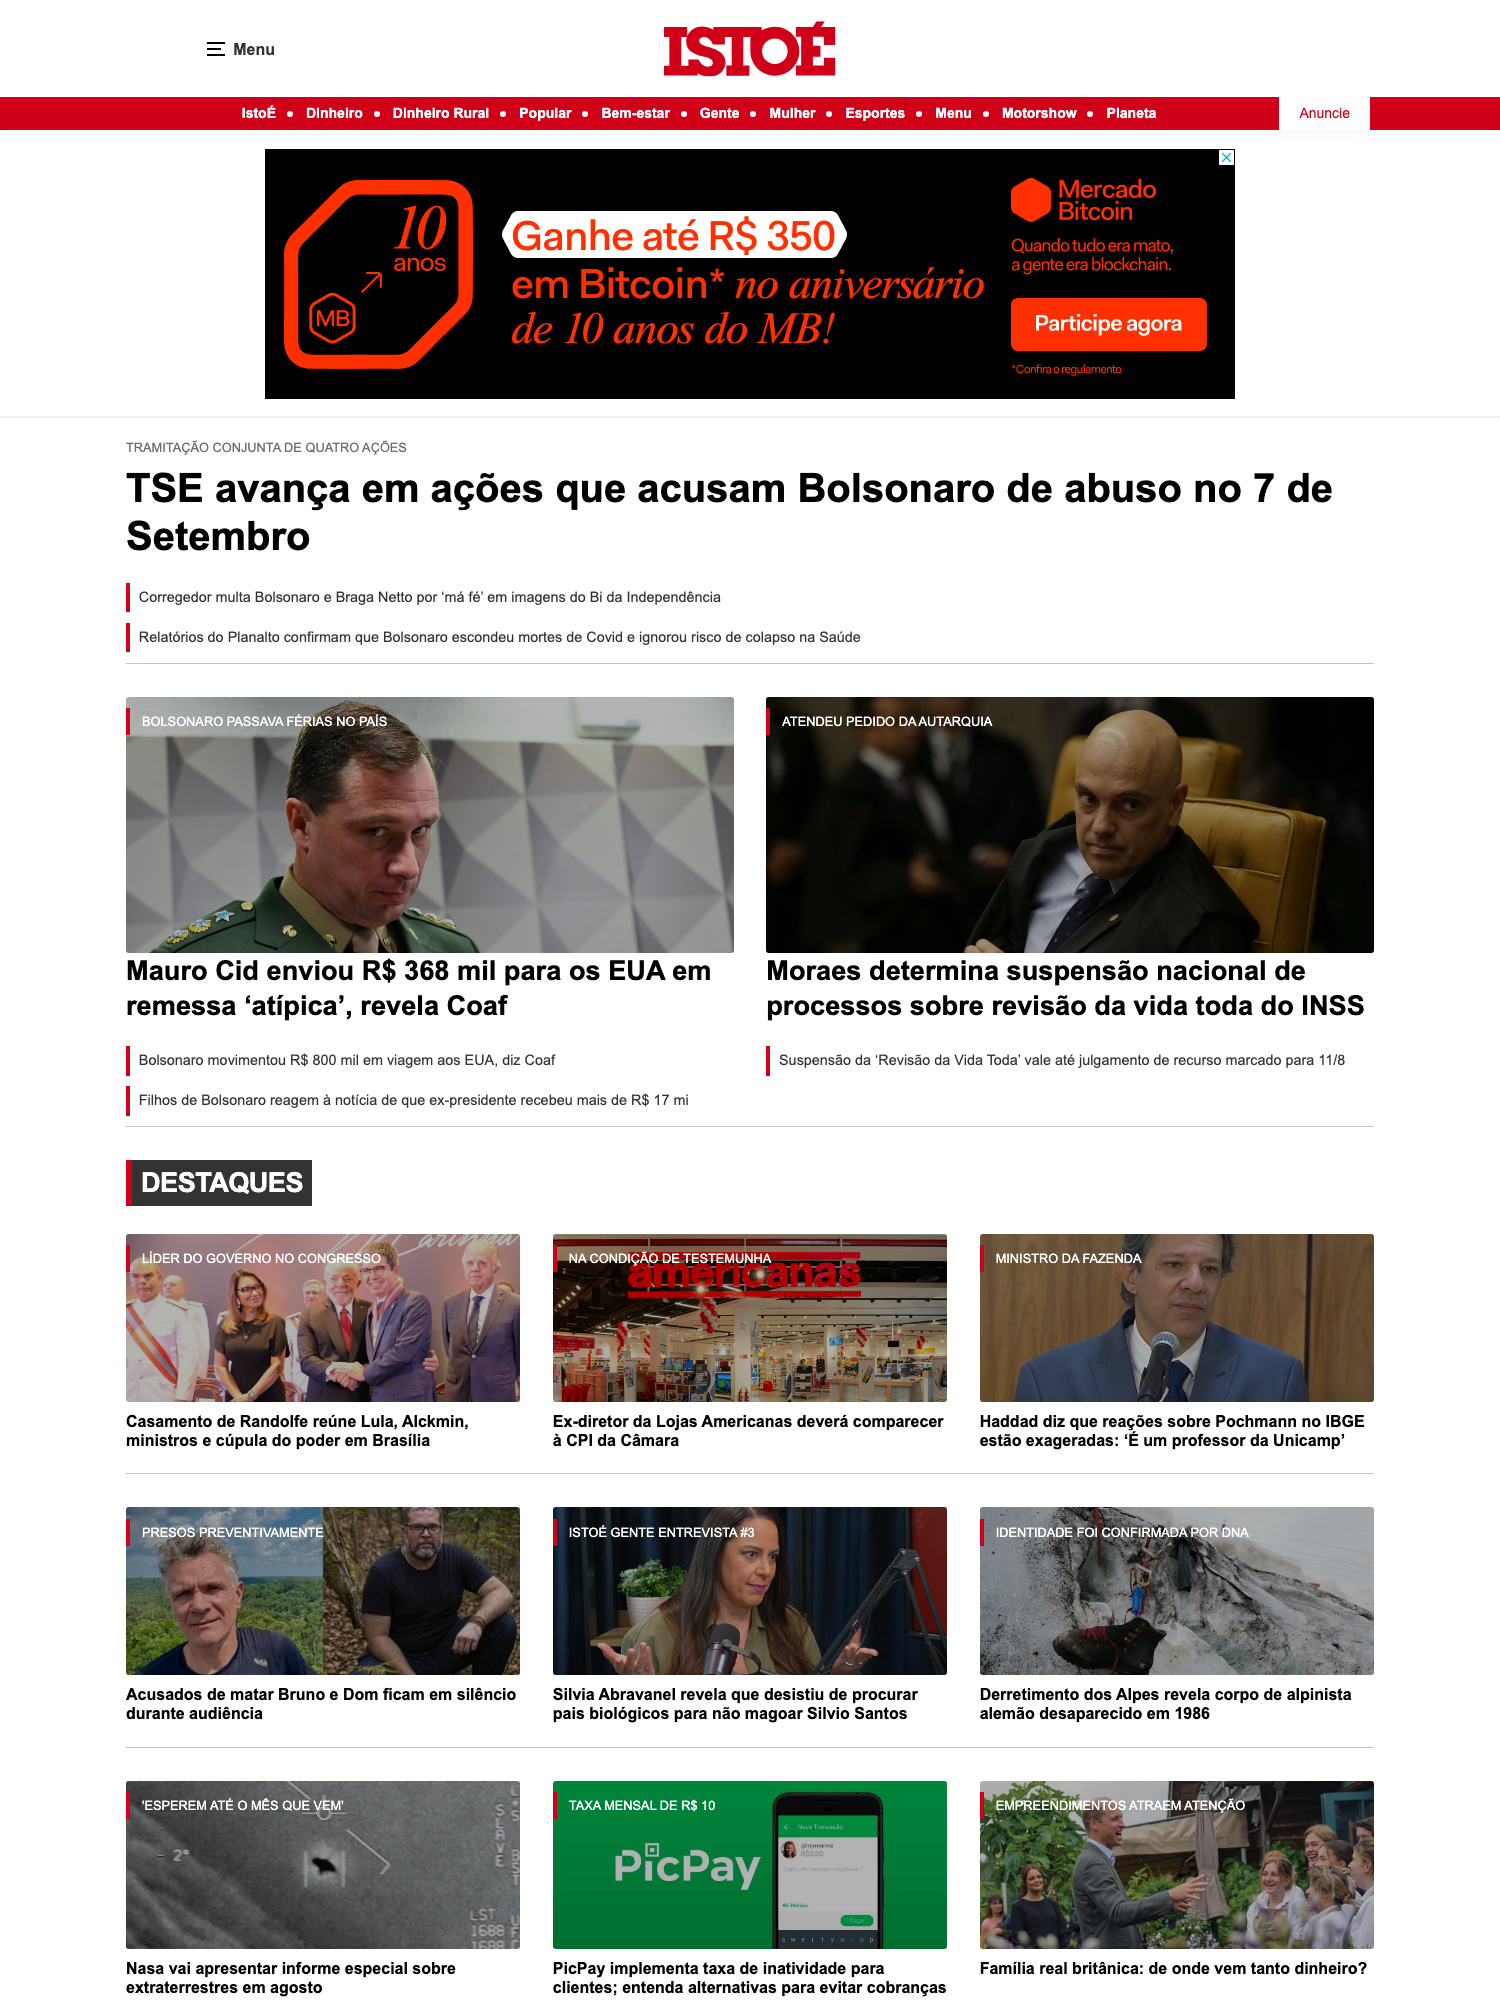 Menu
ISTOÉ
IstoÉ • Dinheiro • Dinheiro Rural • Popular • Bem-estar • Gente • Mulher • Esportes • Menu • Motorshow • Planeta
Anuncie
10
anos
MB
Ganhe até R$ 350
em Bitcoin* no aniversário
de 10 anos do MB!
Mercado
Bitcoin
Quando tudo era mato,
a gente era blockchain.
Participe agora
*Confira o regulamento
TRAMITAÇÃO CONJUNTA DE QUATRO AÇÕES
TSE avança em ações que acusam Bolsonaro de abuso no 7 de
Setembro
Corregedor multa Bolsonaro e Braga Netto por ‘má fé’ em imagens do Bi da Independência
Relatórios do Planalto confirmam que Bolsonaro escondeu mortes de Covid e ignorou risco de colapso na Saúde
BOLSONARO PASSAVA FÉRIAS NO PAÍS
Mauro Cid enviou R$ 368 mil para os EUA em
remessa ‘atípica’, revela Coaf
Bolsonaro movimentou R$ 800 mil em viagem aos EUA, diz Coaf
Filhos de Bolsonaro reagem à notícia de que ex-presidente recebeu mais de R$ 17 mi
ATENDEU PEDIDO DA AUTARQUIA
Moraes determina suspensão nacional de
processos sobre revisão da vida toda do INSS
Suspensão da ‘Revisão da Vida Toda’ vale até julgamento de recurso marcado para 11/8
DESTAQUES
LÍDER DO GOVERNO NO CONGRESSO
Casamento de Randolfe reúne Lula, Alckmin,
ministros e cúpula do poder em Brasília
NA CONDIÇÃO DE TESTEMUNHA
americanas
Ex-diretor da Lojas Americanas deverá comparecer
à CPI da Câmara
MINISTRO DA FAZENDA
Haddad diz que reações sobre Pochmann no IBGE
estão exageradas: ‘É um professor da Unicamp’
PRESOS PREVENTIVAMENTE
Acusados de matar Bruno e Dom ficam em silêncio
durante audiência
ISTOÉ GENTE ENTREVISTA #3
Silvia Abravanel revela que desistiu de procurar
pais biológicos para não magoar Silvio Santos
IDENTIDADE FOI CONFIRMADA POR DNA
Derretimento dos Alpes revela corpo de alpinista
alemão desaparecido em 1986
'ESPEREM ATÉ O MÊS QUE VEM'
2°
SLAVE
LST
1688
Nasa vai apresentar informe especial sobre
extraterrestres em agosto
TAXA MENSAL DE R$ 10
PicPay
Nova Transação
@neymarina
R$0,00
Pagar
q w e r t y u i o p
PicPay implementa taxa de inatividade para
clientes; entenda alternativas para evitar cobranças
EMPREENDIMENTOS ATRAEM ATENÇÃO
Família real britânica: de onde vem tanto dinheiro?